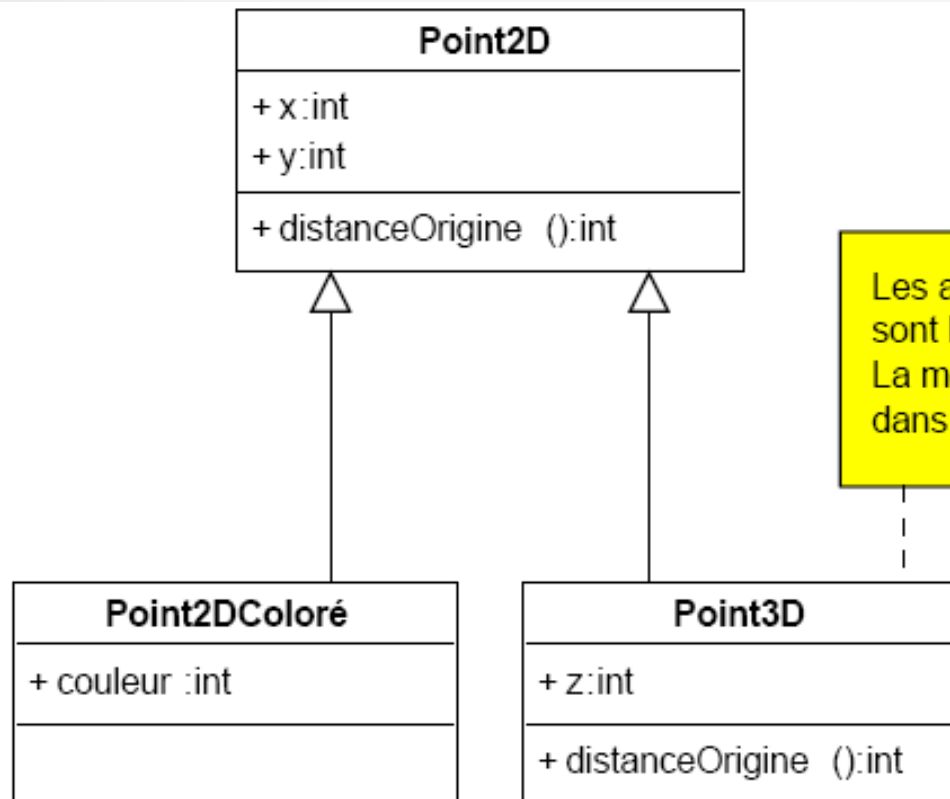 Point2D
+ x:int
+ y:int
+ distanceOrigine ():int
Les
sont
La
dans
Point2DColoré
+ couleur :int
Point3D
+ z:int
+ distanceOrigine ():int